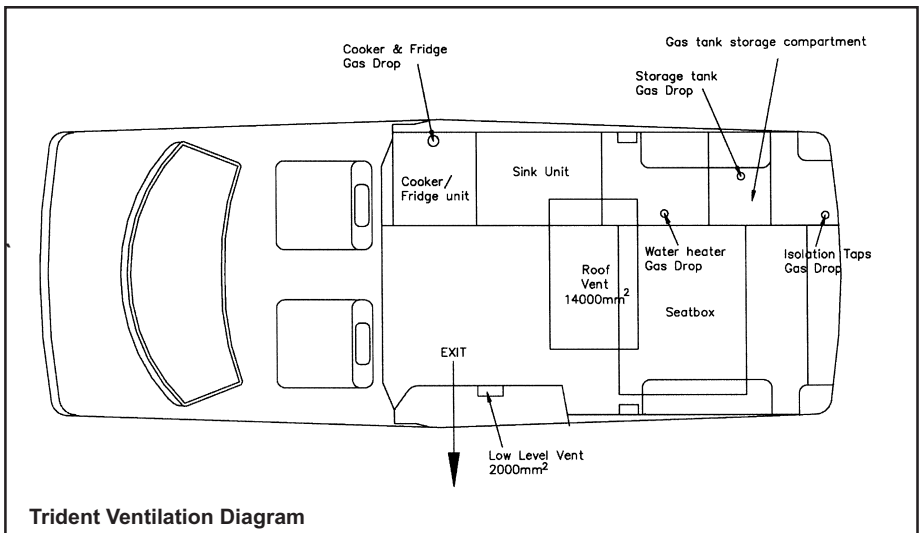 Cooker & Fridge
Gas Drop
Gas tank storage compartment
Storage tank
Gas Drop
Cooker/
Fridge unit
Sink Unit
Water heater
Gas Drop
Isolation Taps
Gas Drop
Roof
Vent
14000mm²
Seatbox
EXIT
Low Level Vent
2000mm²
Trident Ventilation Diagram